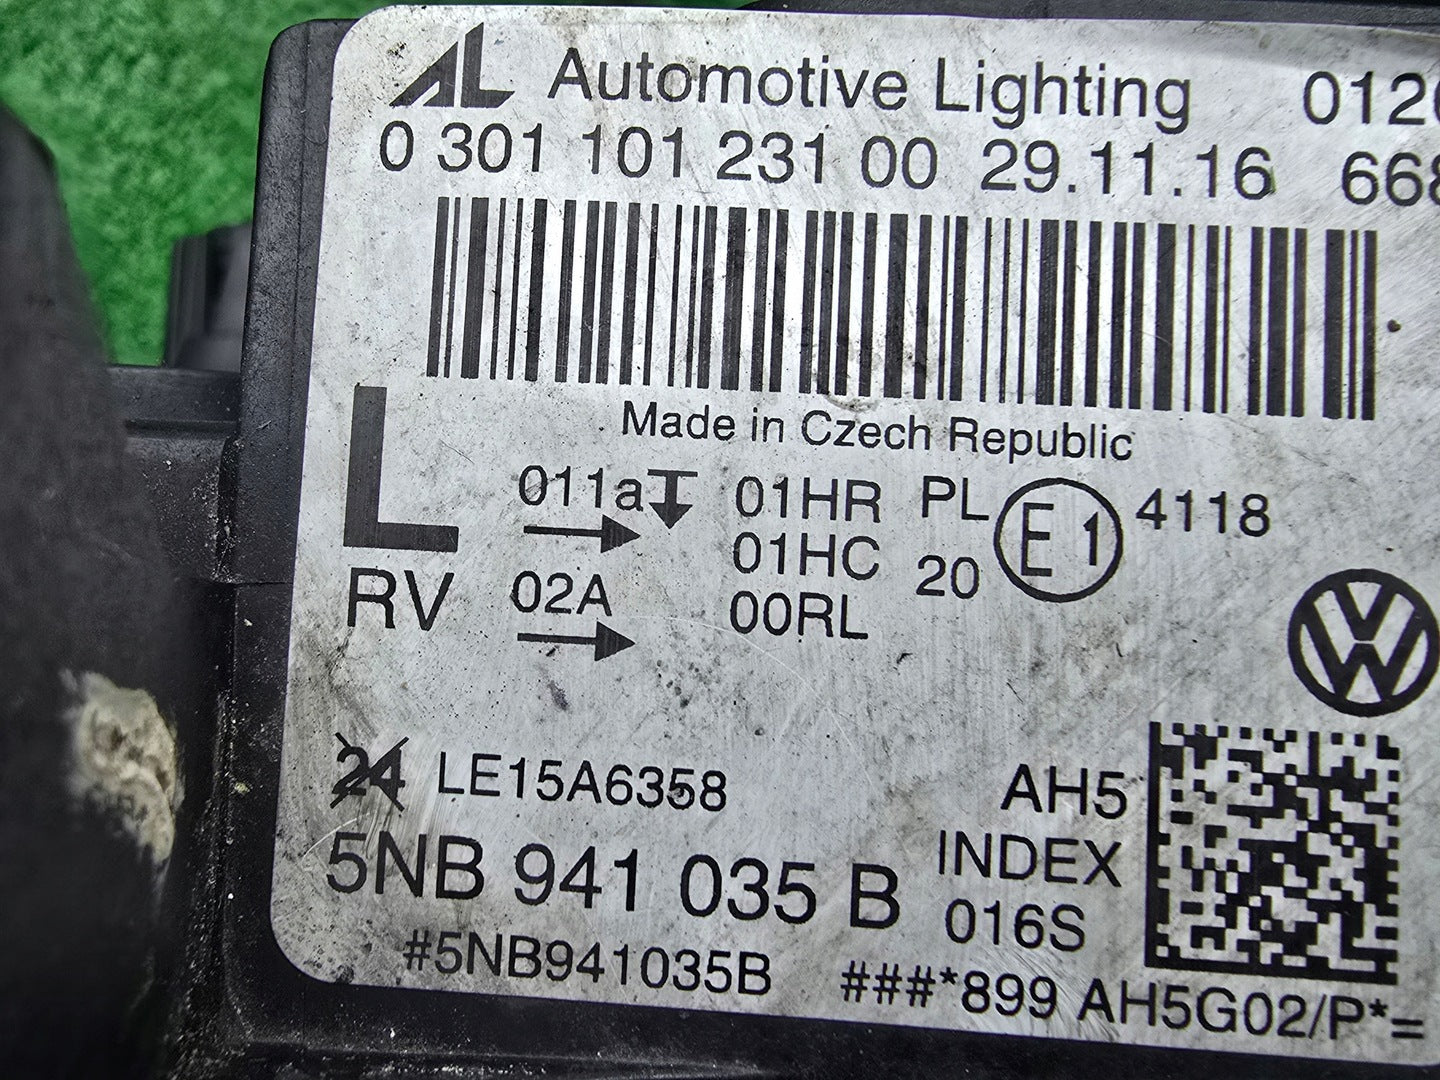 AL Automotive Lighting 012
0 301 101 231 00 29.11.16 668
Made in Czech Republic
L 011a 01HR PL E1 4118
01HC 20
RV 02A 00RL
24 LE15A6358 AH5
5NB 941 035 B INDEX
016S
#5NB941035B ###*899 AH5G02/P*=